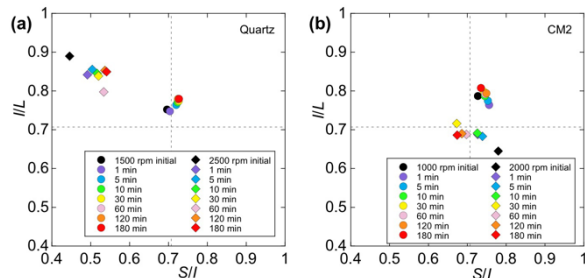 (a)
Quartz
I/L
1
0.9
0.8
0.7
0.6
0.5
0.4
1500 rpm initial 2500 rpm initial
1 min 1 min
5 min 5 min
10 min 10 min
30 min 30 min
60 min 60 min
120 min 120 min
180 min 180 min
0.4 0.5 0.6 0.7 0.8 0.9 1
S/I
(b)
CM2
I/L
1
0.9
0.8
0.7
0.6
0.5
0.4
1000 rpm initial 2000 rpm initial
1 min 1 min
5 min 5 min
10 min 10 min
30 min 30 min
60 min 60 min
120 min 120 min
180 min 180 min
0.4 0.5 0.6 0.7 0.8 0.9 1
S/I